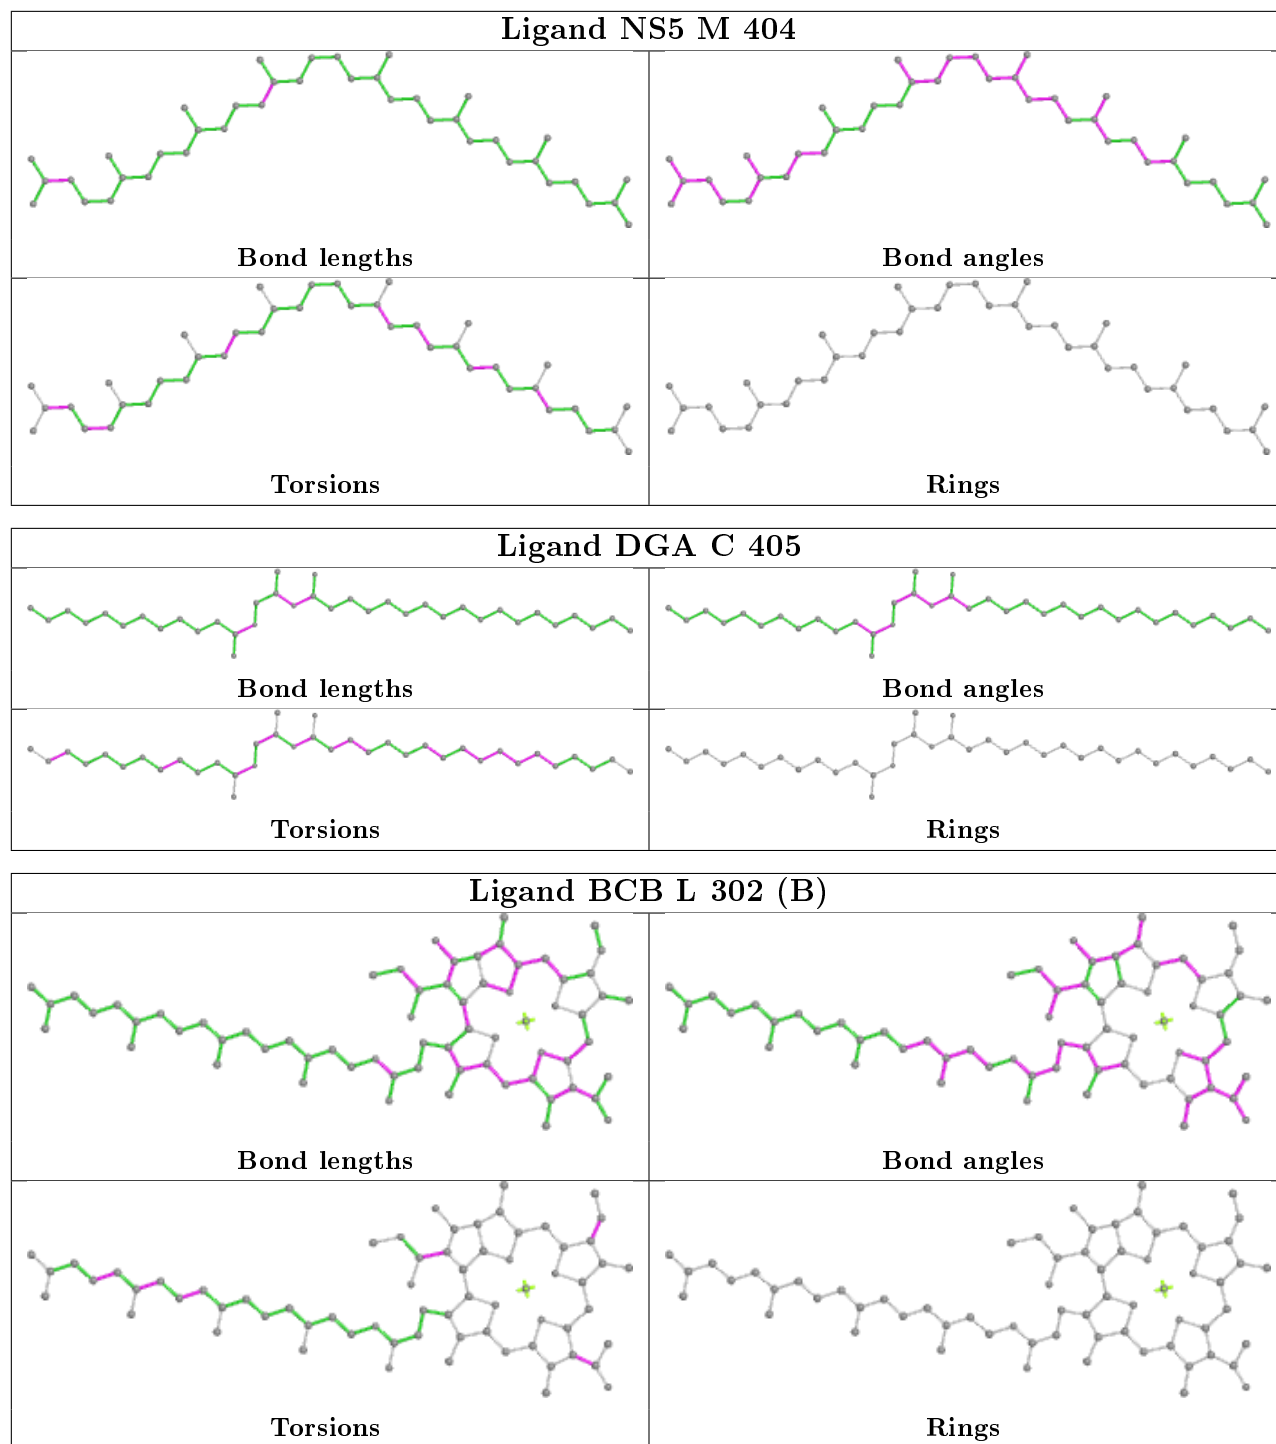 Ligand NS5 M 404
Bond lengths
Bond angles
Torsions
Rings
Ligand DGA C 405
Bond lengths
Bond angles
Torsions
Rings
Ligand BCB L 302 (B)
Bond lengths
Bond angles
Torsions
Rings